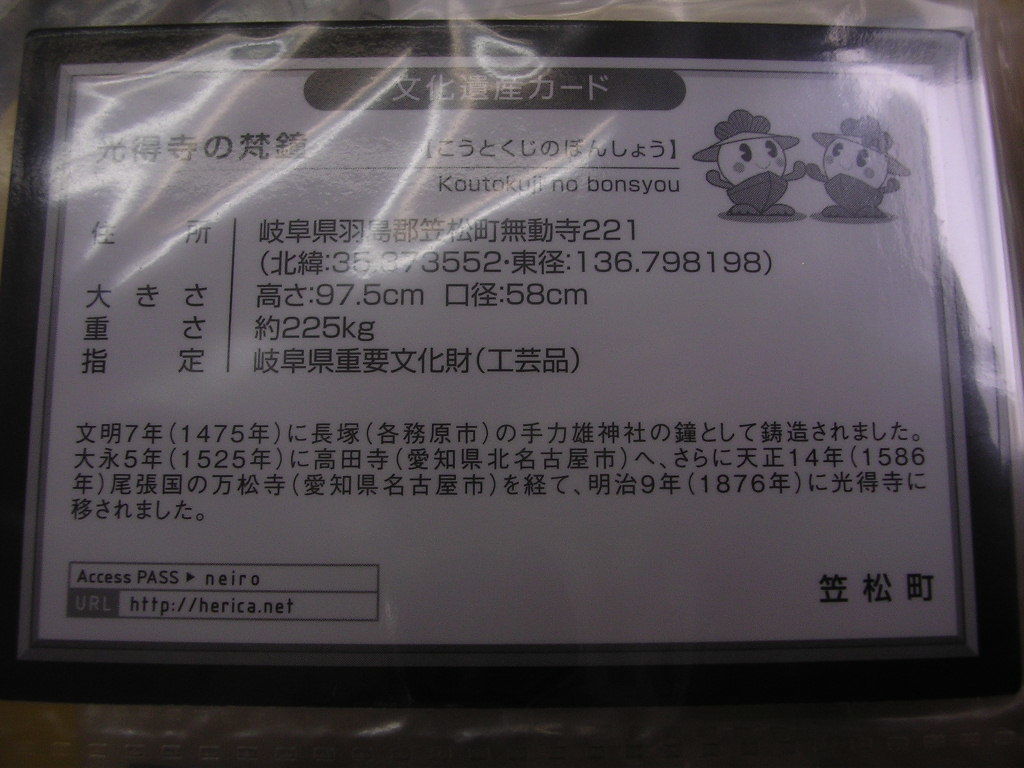 文化遺産カード
光得寺の梵鐘 【こうとくじのぼんしょう】
Koutokuji no bonsyou
住所 岐阜県羽島郡笠松町無動寺221
（北緯:35.373552・東径:136.798198）
大きさ 高さ:97.5cm 口径:58cm
重さ 約225kg
指定 岐阜県重要文化財（工芸品）
文明7年（1475年）に長塚（各務原市）の手力雄神社の鐘として鋳造されました。
大永5年（1525年）に高田寺（愛知県北名古屋市）へ、さらに天正14年（1586
年）尾張国の万松寺（愛知県名古屋市）を経て、明治9年（1876年）に光得寺に
移されました。
Access PASS ▶ neiro
URL http://herica.net
笠松町